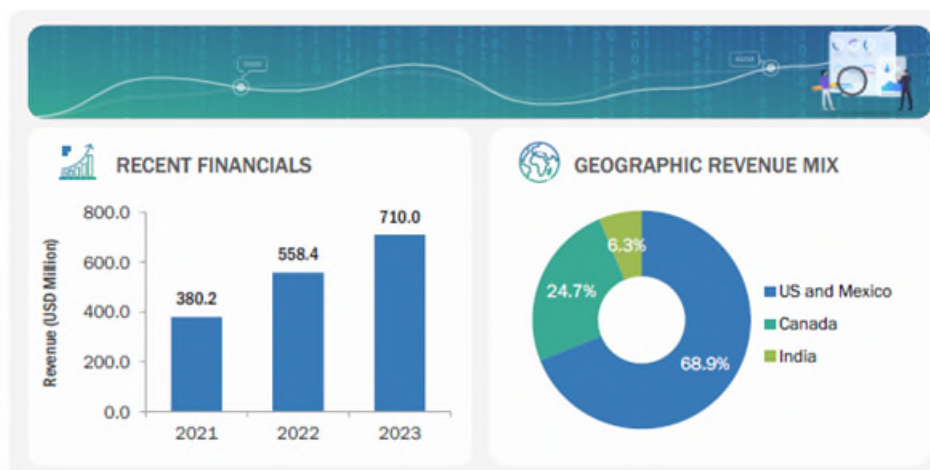 RECENT FINANCIALS
Revenue (USD Million)
800.0
600.0
400.0
200.0
0.0
380.2
558.4
710.0
2021
2022
2023
GEOGRAPHIC REVENUE MIX
6.3%
24.7%
68.9%
US and Mexico
Canada
India